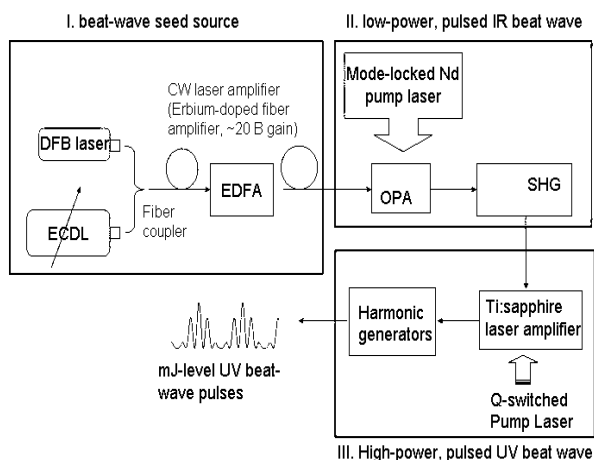 I. beat-wave seed source
II. low-power, pulsed IR beat wave
CW laser amplifier
(Erbium-doped fiber
amplifier, ~20 B gain)
DFB laser
ECDL
Fiber
coupler
EDFA
Mode-locked Nd
pump laser
OPA
SHG
Ti:sapphire
laser amplifier
Harmonic
generators
Q-switched
Pump Laser
mJ-level UV beat-
wave pulses
III. High-power, pulsed UV beat wave